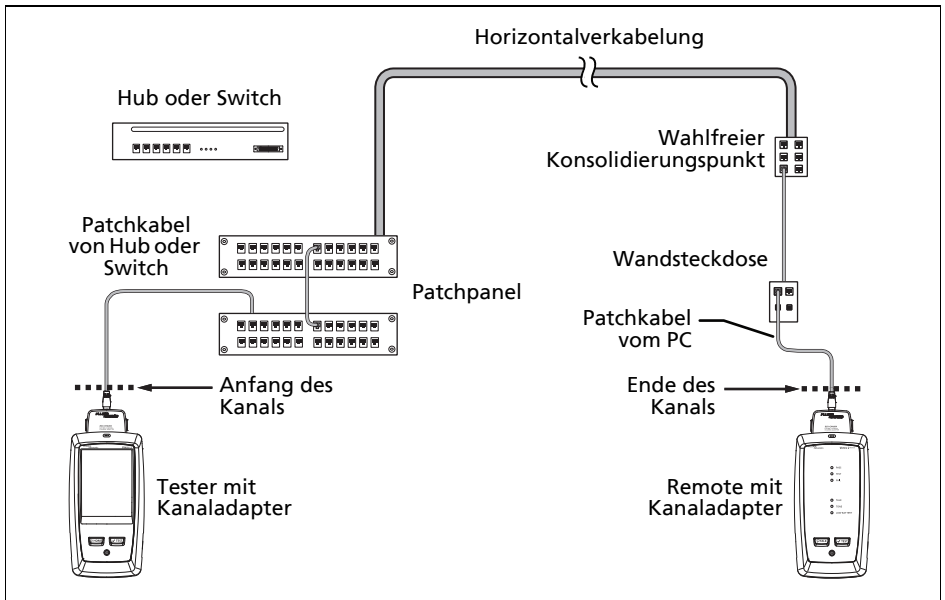 Horizontalverkabelung
Hub oder Switch
Wahlfreier
Konsolidierungspunkt
Patchkabel
von Hub oder
Switch
Wandsteckdose
Patchpanel
Patchkabel
vom PC
Anfang des
Kanals
Ende des
Kanals
Tester mit
Kanaladapter
Remote mit
Kanaladapter